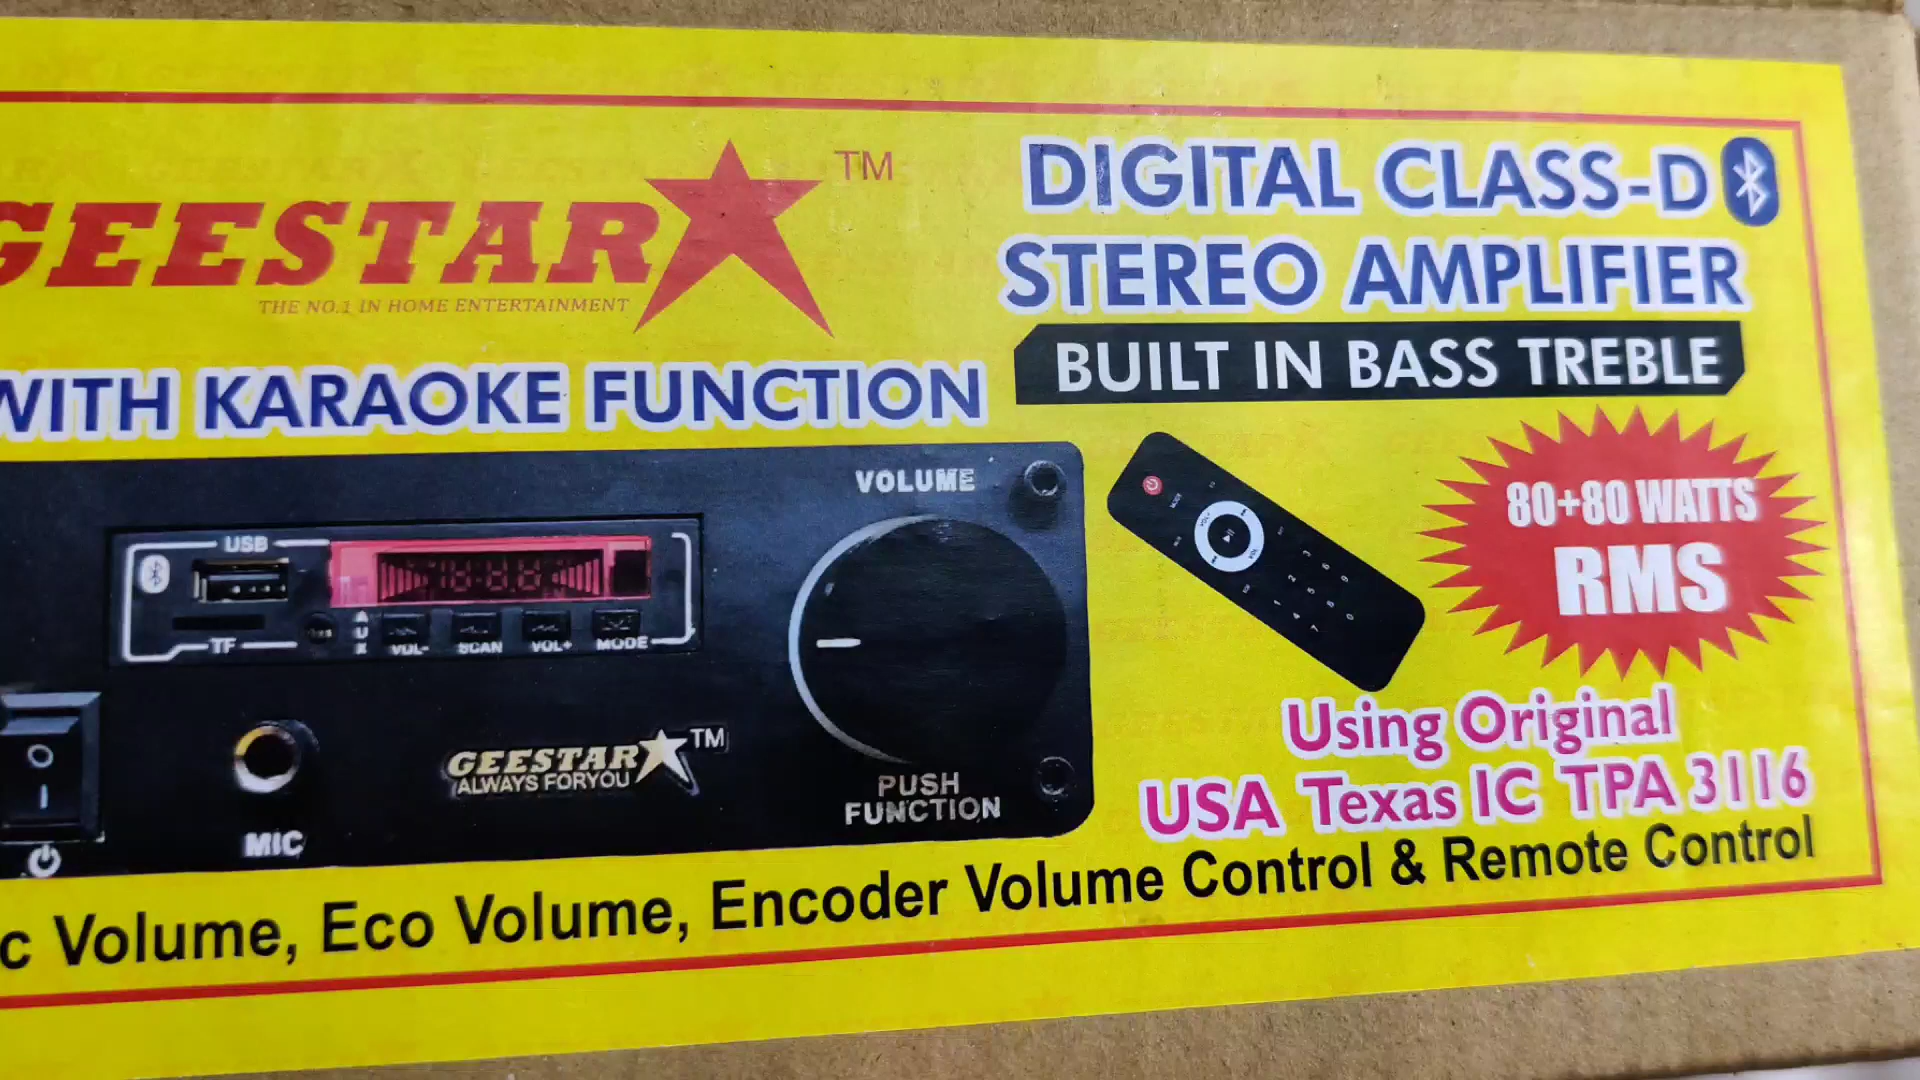 GEESTAR TM
THE NO.1 IN HOME ENTERTAINMENT
WITH KARAOKE FUNCTION
DIGITAL CLASS-D
STEREO AMPLIFIER
BUILT IN BASS TREBLE
80+80 WATTS
RMS
VOLUME
USB
TF
AUX
VOL-
SCAN
VOL+
MODE
MIC
GEESTAR TM
ALWAYS FORYOU
PUSH
FUNCTION
Using Original
USA Texas IC TPA 3116
c Volume, Eco Volume, Encoder Volume Control & Remote Control